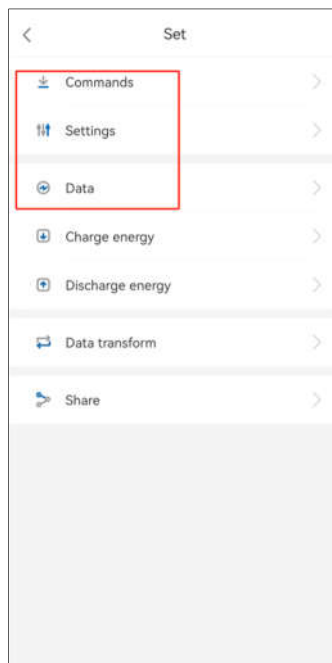 Set
Commands
Settings
Data
Charge energy
Discharge energy
Data transform
Share